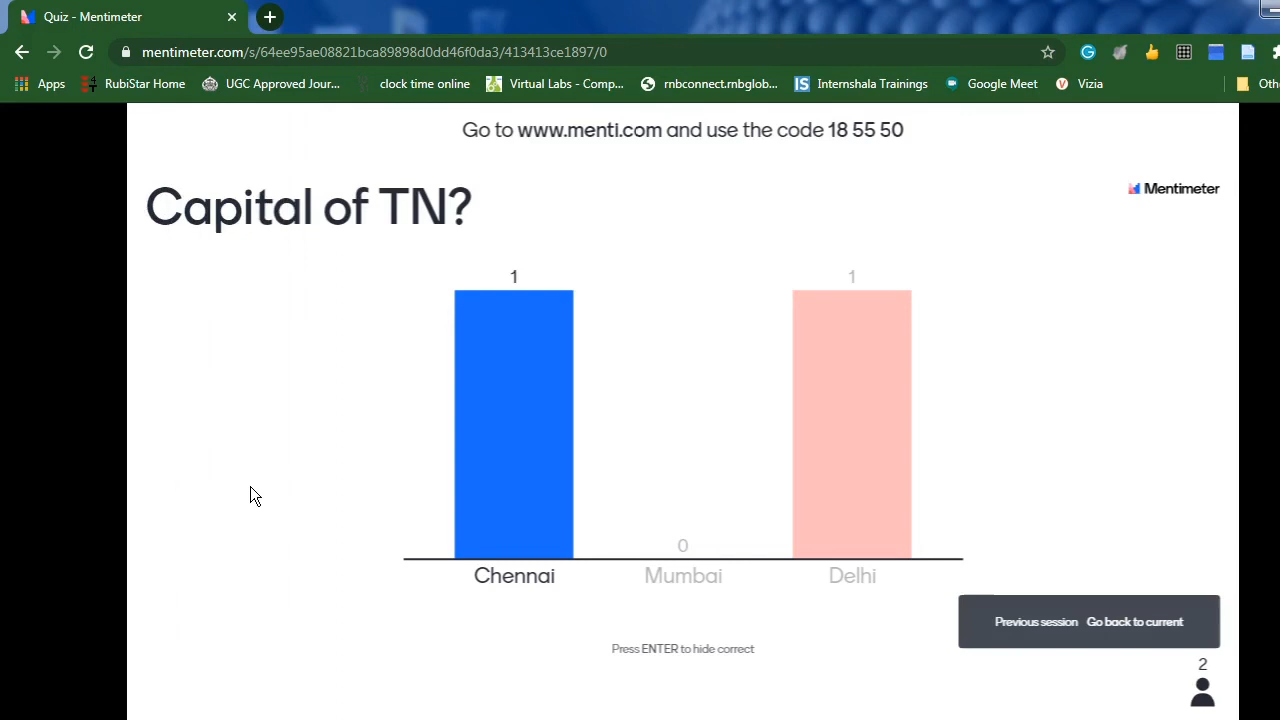 Quiz - Mentimeter
mentimeter.com/s/64ee95ae08821bca89898d0dd46f0da3/413413ce1897/0
Apps RubiStar Home UGC Approved Jour... clock time online Virtual Labs - Comp... rnbconnect.rnbglob... Internshala Trainings Google Meet Vizia Oth
Go to www.menti.com and use the code 18 55 50
Mentimeter
Capital of TN?
1 1
0
Chennai Mumbai Delhi
Previous session Go back to current
Press ENTER to hide correct
2